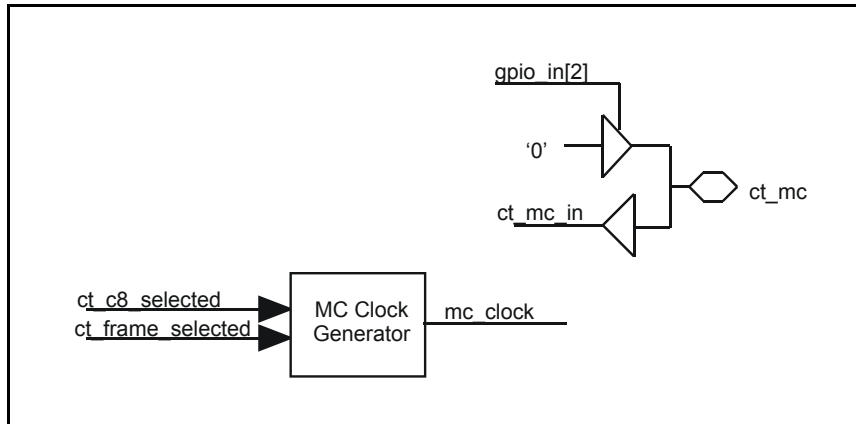 gpio_in[2]
‘0’
ct_mc
ct_mc_in
ct_c8_selected
ct_frame_selected
MC Clock
Generator
mc_clock